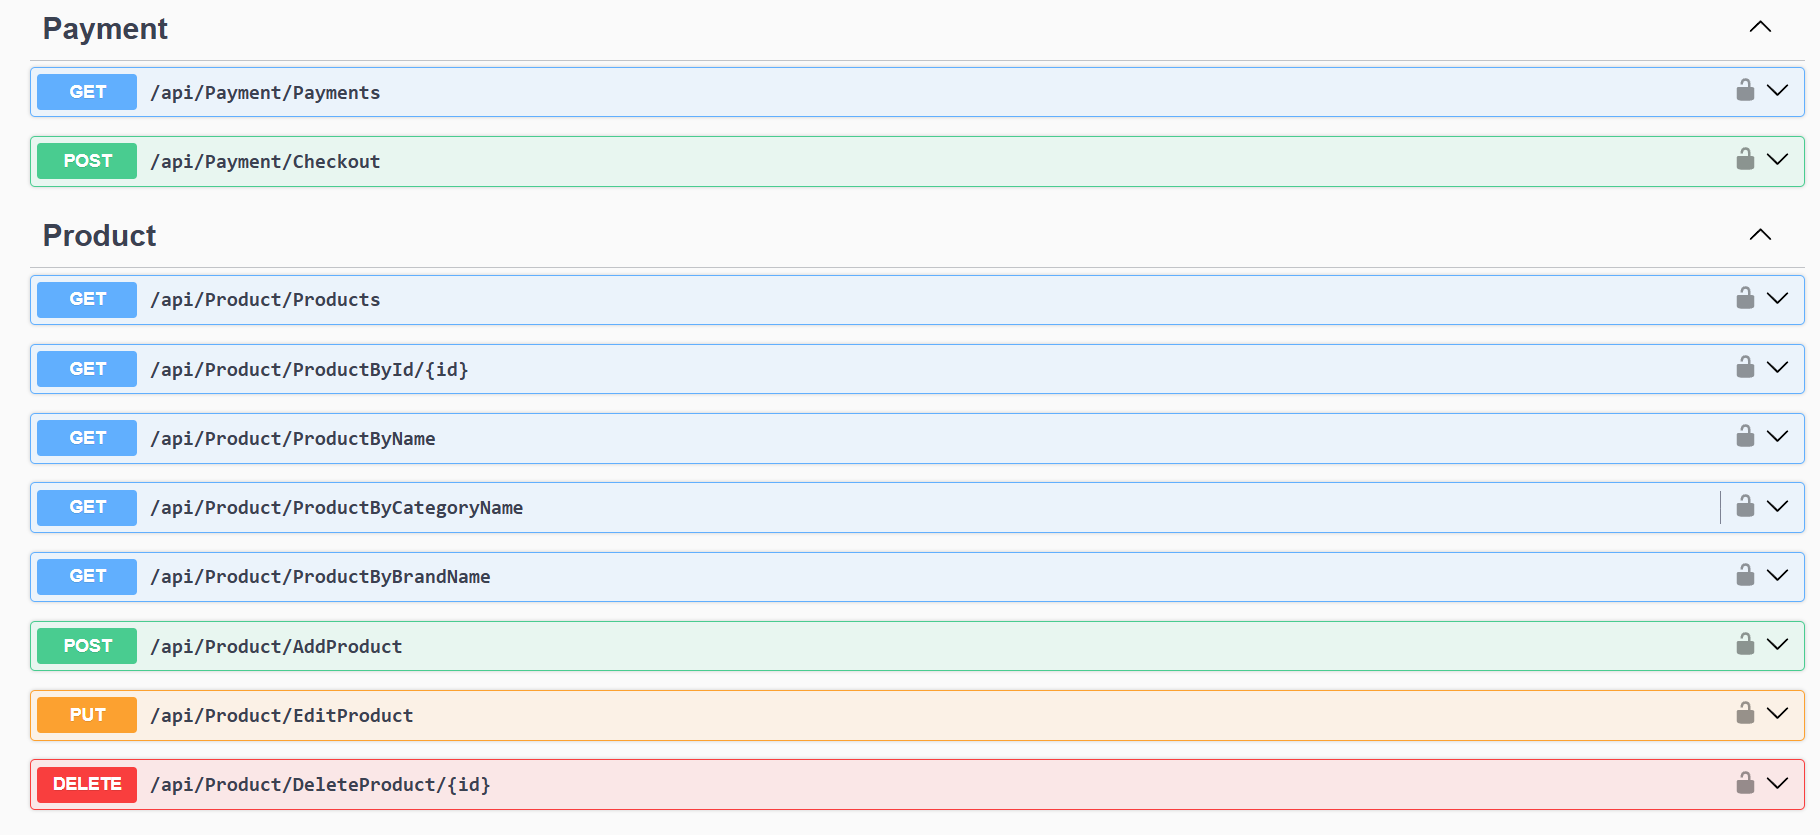 Payment
GET /api/Payment/Payments
POST /api/Payment/Checkout
Product
GET /api/Product/Products
GET /api/Product/ProductById/{id}
GET /api/Product/ProductByName
GET /api/Product/ProductByCategoryName
GET /api/Product/ProductByBrandName
POST /api/Product/AddProduct
PUT /api/Product/EditProduct
DELETE /api/Product/DeleteProduct/{id}